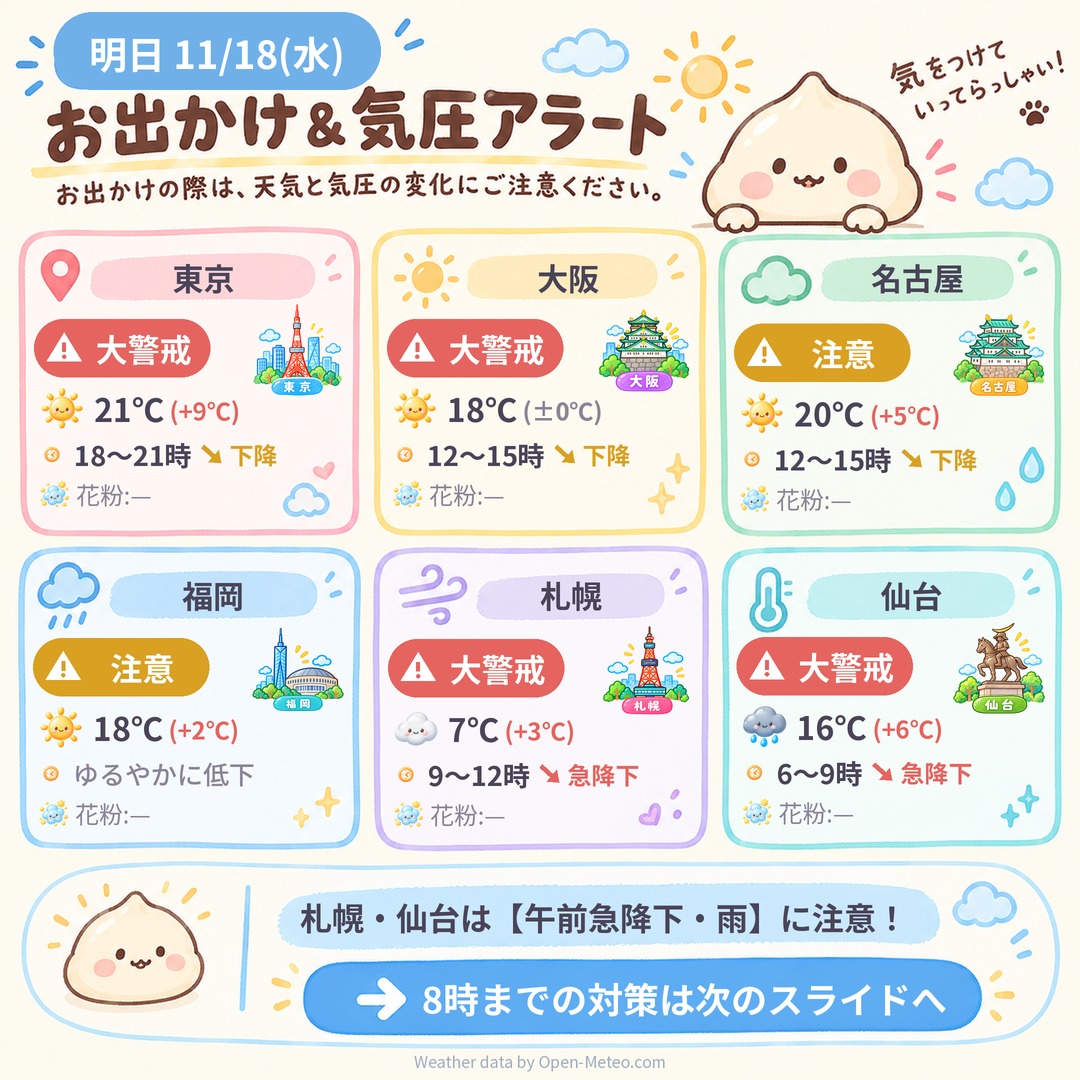 明日 11/18(水)
お出かけ&気圧アラート
お出かけの際は、天気と気圧の変化にご注意ください。
気をつけて
いってらっしゃい!
東京
大警戒
東京
21℃ (+9℃)
18〜21時 ↘ 下降
花粉:—
大阪
大警戒
大阪
18℃ (±0℃)
12〜15時 ↘ 下降
花粉:—
名古屋
注意
名古屋
20℃ (+5℃)
12〜15時 ↘ 下降
花粉:—
福岡
注意
福岡
18℃ (+2℃)
ゆるやかに低下
花粉:—
札幌
大警戒
札幌
7℃ (+3℃)
9〜12時 ↘ 急降下
花粉:—
仙台
大警戒
仙台
16℃ (+6℃)
6〜9時 ↘ 急降下
花粉:—
札幌・仙台は【午前急降下・雨】に注意！
→ 8時までの対策は次のスライドへ
Weather data by Open-Meteo.com